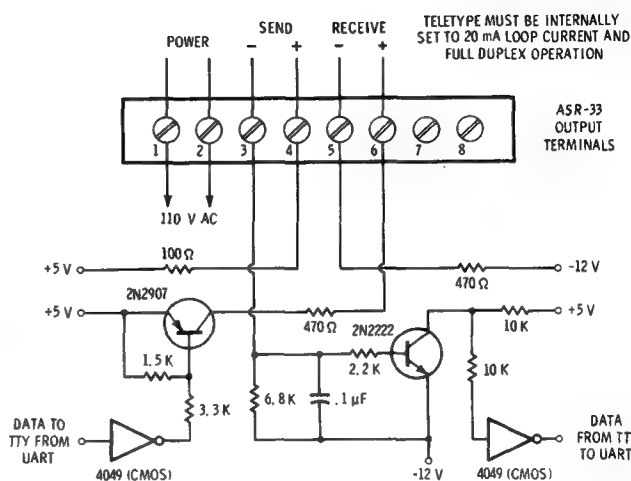 SEND RECEIVE
POWER
− + − +
TELETYPE MUST BE INTERNALLY
SET TO 20 mA LOOP CURRENT AND
FULL DUPLEX OPERATION
1 2 3 4 5 6 7 8
ASR-33
OUTPUT
TERMINALS
110 V AC
100 Ω
+5 V
-12 V
470 Ω
+5 V
2N2907
470 Ω
2N2222
+5 V
10 K
1.5 K
2.2 K
10 K
3.3 K
6.8 K
.1 µF
DATA TO
TTY FROM
UART
4049 (CMOS)
-12 V
4049 (CMOS)
DATA
FROM TT
TO UART